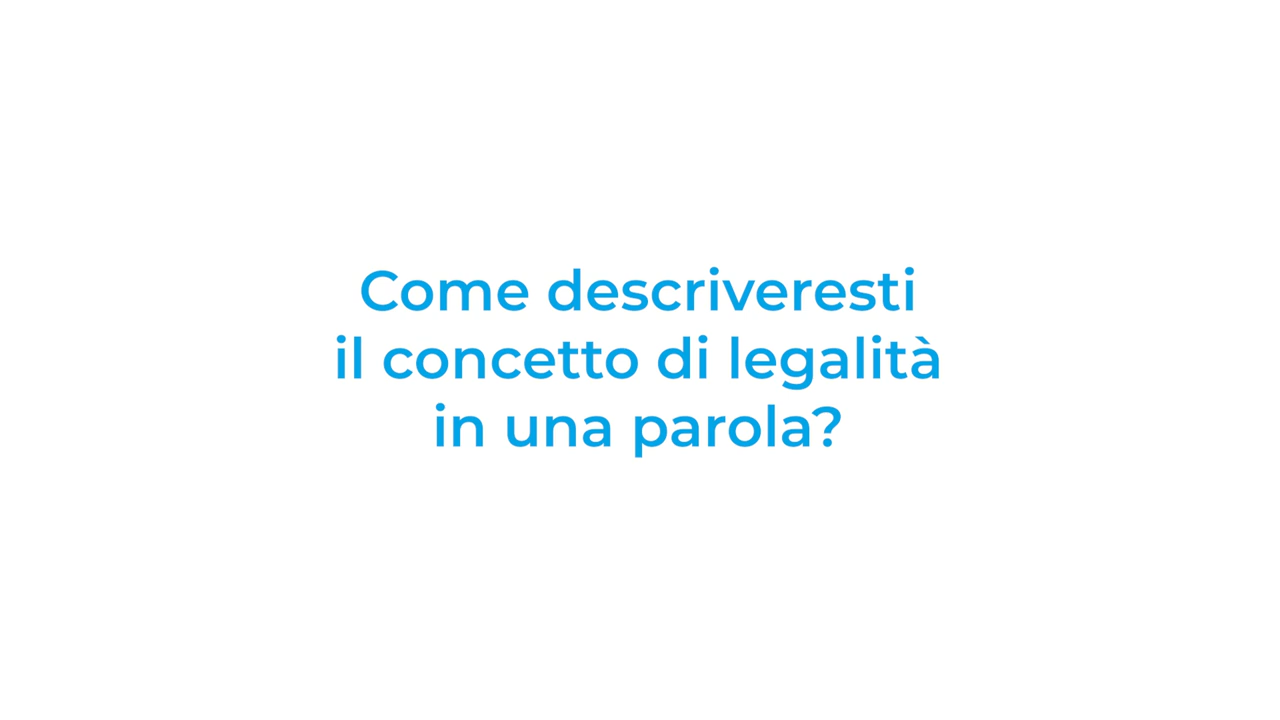 Come descriveresti
il concetto di legalità
in una parola?